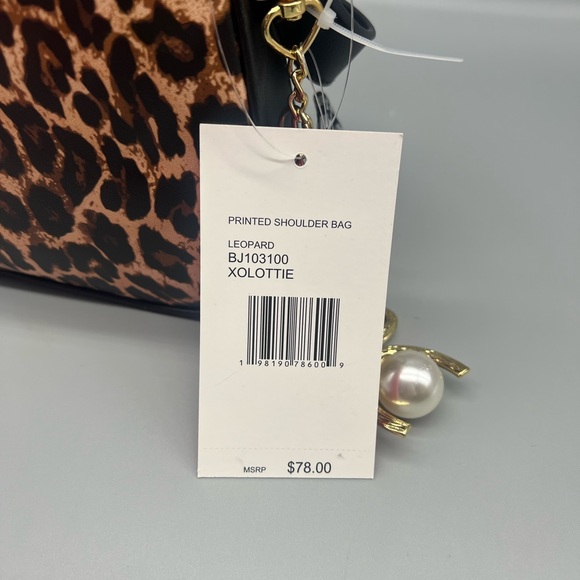 PRINTED SHOULDER BAG
LEOPARD
BJ103100
XOLOTTIE
1 98190 78600 9
MSRP $78.00